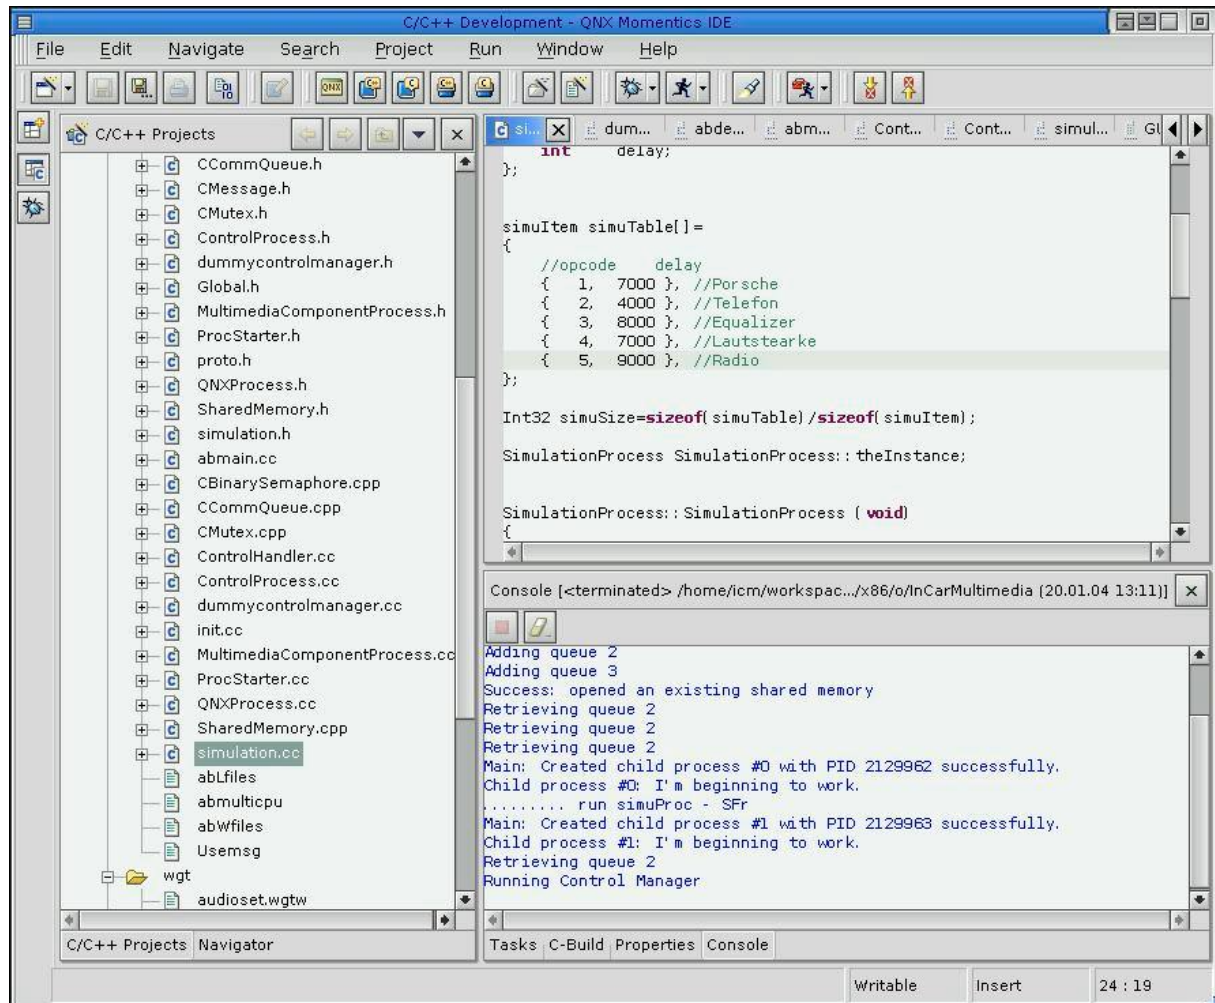 C/C++ Development - QNX Momentics IDE
File Edit Navigate Search Project Run Window Help
C/C++ Projects
CCommQueue.h
CMessage.h
CMutex.h
ControlProcess.h
dummycontrolmanager.h
Global.h
MultimediaComponentProcess.h
ProcStarter.h
proto.h
QNXProcess.h
SharedMemory.h
simulation.h
abmain.cc
CBinarySemaphore.cpp
CCommQueue.cpp
CMutex.cpp
ControlHandler.cc
ControlProcess.cc
dummycontrolmanager.cc
init.cc
MultimediaComponentProcess.cc
ProcStarter.cc
QNXProcess.cc
SharedMemory.cpp
simulation.cc
abLfiles
abmulticpu
abWfiles
Usemsg
wgt
audioset.wgtw
C/C++ Projects Navigator
si... dum... abde... abm... Cont... Cont... simul... Gl
int delay;
};
simuItem simuTable[]=
{
//opcode delay
{ 1, 7000 }, //Porsche
{ 2, 4000 }, //Telefon
{ 3, 8000 }, //Equalizer
{ 4, 7000 }, //Lautstearke
{ 5, 9000 }, //Radio
};
Int32 simuSize=sizeof(simuTable)/sizeof(simuItem);
SimulationProcess SimulationProcess::theInstance;
SimulationProcess::SimulationProcess (void)
{
Console [<terminated> /home/icm/workspac.../x86/o/InCarMultimedia (20.01.04 13:11)]
Adding queue 2
Adding queue 3
Success: opened an existing shared memory
Retrieving queue 2
Retrieving queue 2
Retrieving queue 2
Main: Created child process #0 with PID 2129962 successfully.
Child process #0: I'm beginning to work.
......... run simuProc - SFr
Main: Created child process #1 with PID 2129963 successfully.
Child process #1: I'm beginning to work.
Retrieving queue 2
Running Control Manager
Tasks C-Build Properties Console
Writable Insert 24 : 19